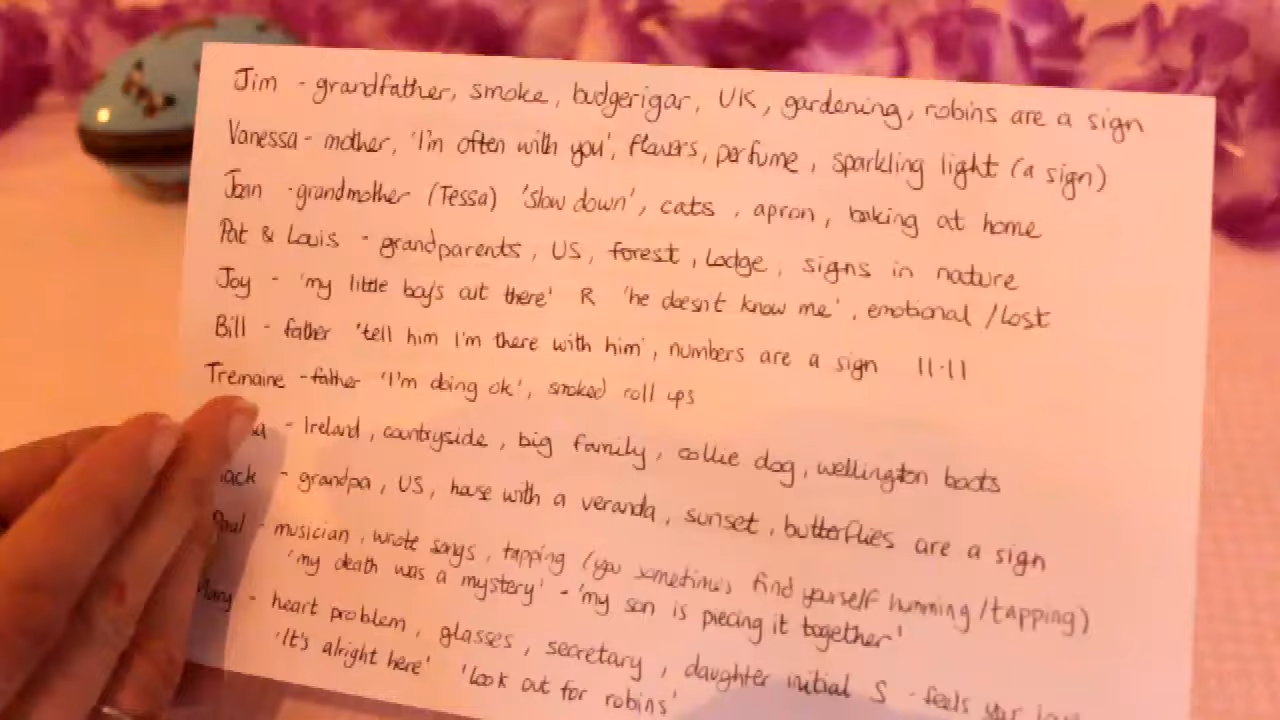 Jim - grandfather, smoke, budgerigar, UK, gardening, robins are a sign
Vanessa - mother, 'I'm often with you', flowers, perfume, sparkling light (a sign)
Joan - grandmother (Tessa) 'slow down', cats, apron, baking at home
Pat & Louis - grandparents, US, forest, Lodge, signs in nature
Joy - 'my little boy's out there' R 'he doesn't know me', emotional / lost
Bill - father 'tell him I'm there with him', numbers are a sign 11.11
Tremaine - father 'I'm doing ok', smoked roll ups
- Ireland, countryside, big family, collie dog, wellington boots
- grandpa, US, house with a veranda, sunset, butterflies are a sign
Paul - musician, wrote songs, tapping (you sometimes find yourself humming / tapping)
'my death was a mystery' - 'my son is piecing it together'
Mary - heart problem, glasses, secretary, daughter initial S - feels your
'It's alright here' 'look out for robins'